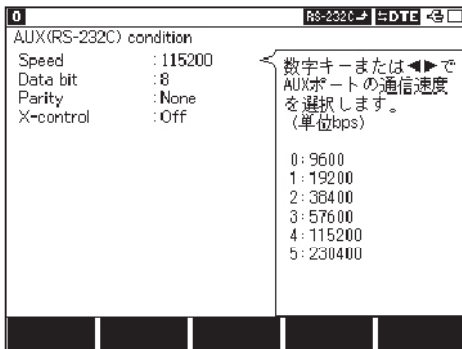 0 RS-232C DTE
AUX(RS-232C) condition
Speed :115200
Data bit :8
Parity :None
X-control :Off
数字キーまたは◀▶で
AUXポートの通信速度
を選択します。
(単位bps)
0:9600
1:19200
2:38400
3:57600
4:115200
5:230400